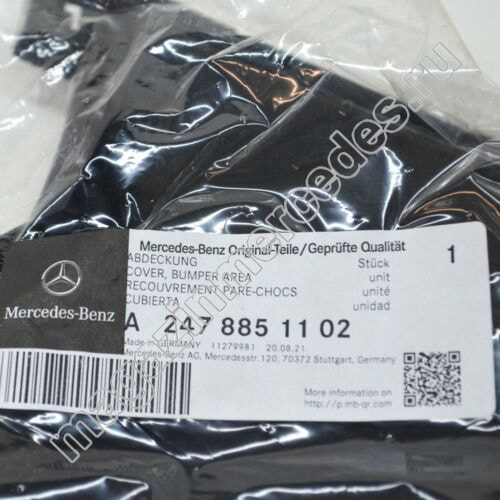 Mercedes-Benz Original-Teile/Geprüfte Qualität
ABDECKUNG Stück 1
COVER, BUMPER AREA unit
RECOUVREMENT PARE-CHOCS unité
CUBIERTA unidad
Mercedes-Benz
A 247 885 11 02
Made in GERMANY 11279981 20.08.21
Mercedes-Benz AG, Mercedesstr.120, 70372 Stuttgart, Germany
More information on
http://p.mb-qr.com/